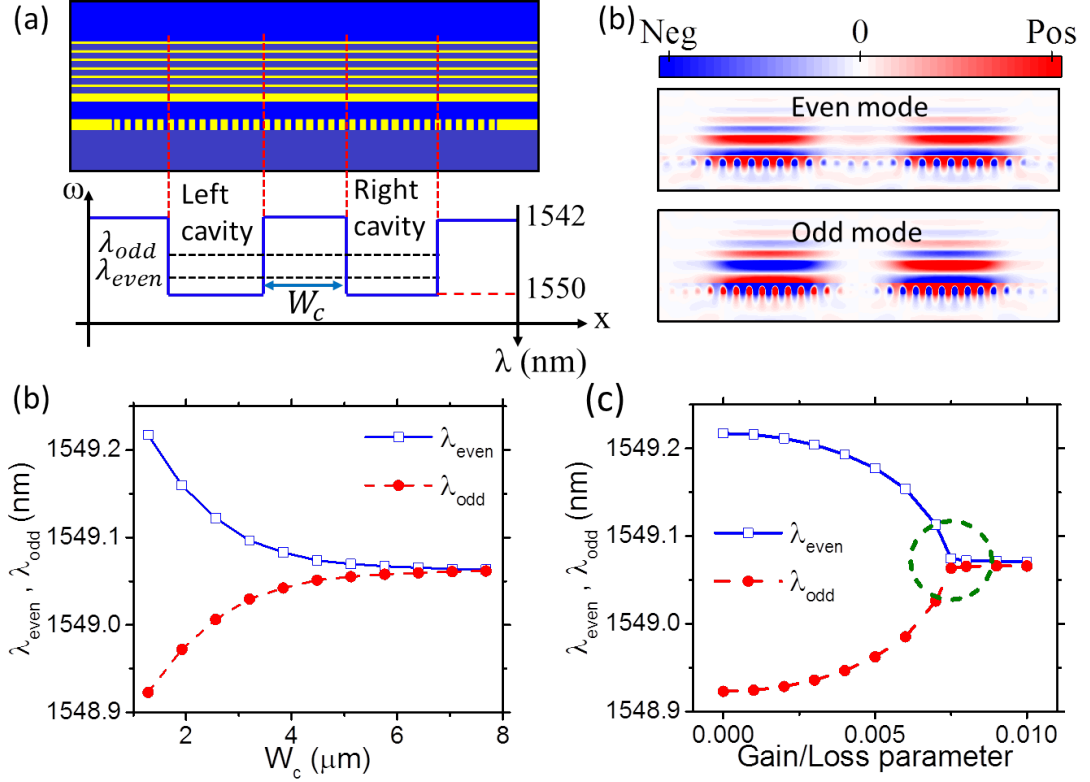 (a)
ω
Left
cavity
Right
cavity
1542
λodd
λeven
Wc
1550
x
λ (nm)
(b)
Neg 0 Pos
Even mode
Odd mode
(b)
1549.2
1549.1
1549.0
1548.9
λeven , λodd (nm)
λeven
λodd
2 4 6 8
Wc (μm)
(c)
1549.2
1549.1
1549.0
1548.9
λeven , λodd (nm)
λeven
λodd
0.000 0.005 0.010
Gain/Loss parameter